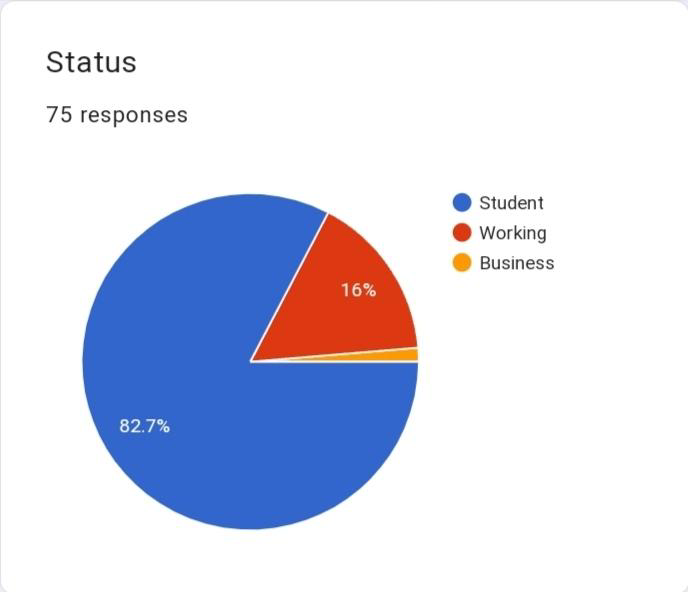 Status
75 responses
Student
Working
Business
16%
82.7%